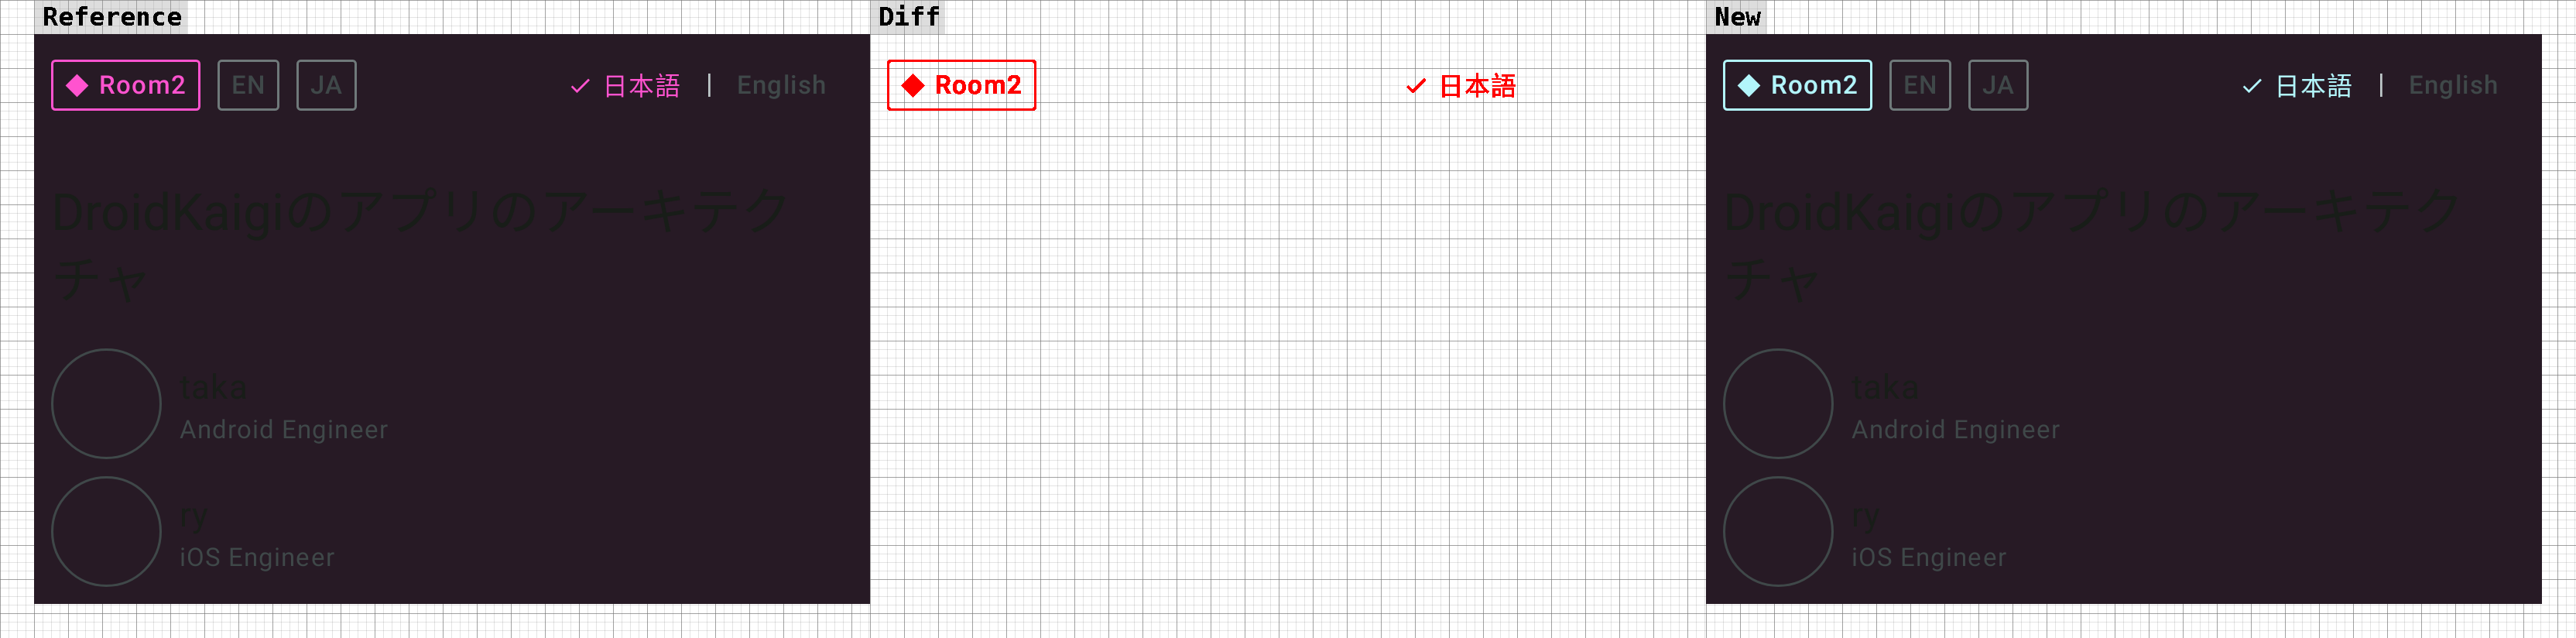 Reference
Room2 EN JA 日本語 | English
DroidKaigiのアプリのアーキテク
チャ
taka
Android Engineer
ry
iOS Engineer
Diff
Room2 日本語
New
Room2 EN JA 日本語 | English
DroidKaigiのアプリのアーキテク
チャ
taka
Android Engineer
ry
iOS Engineer